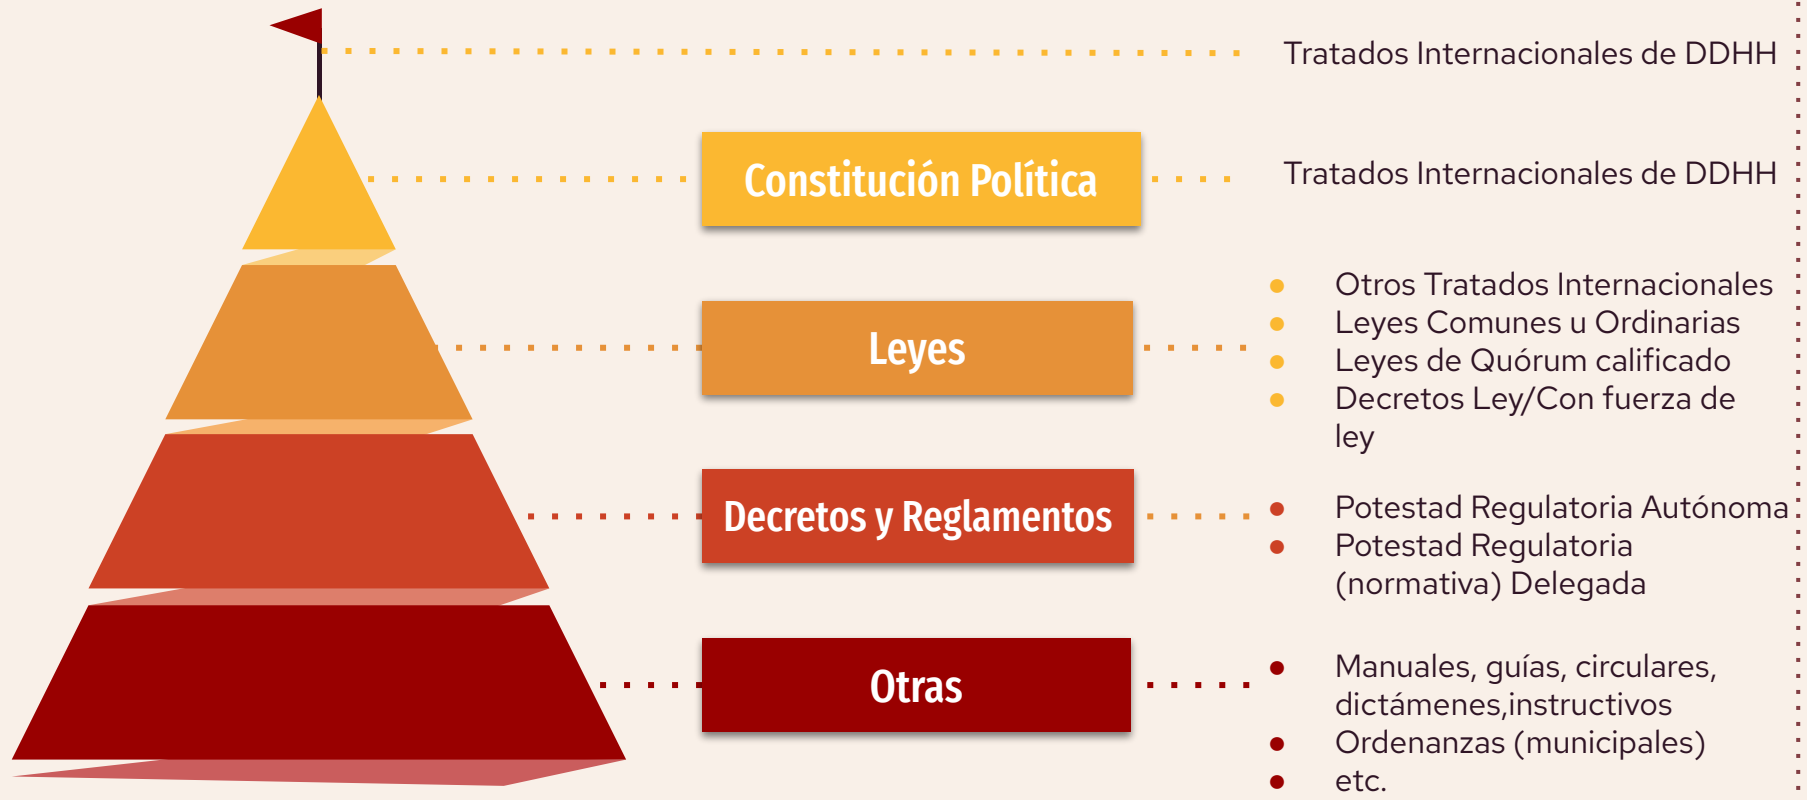 Tratados Internacionales de DDHH
Constitución Política
Tratados Internacionales de DDHH
Leyes
Otros Tratados Internacionales
Leyes Comunes u Ordinarias
Leyes de Quórum calificado
Decretos Ley/Con fuerza de
ley
Decretos y Reglamentos
Potestad Regulatoria Autónoma
Potestad Regulatoria
(normativa) Delegada
Otras
Manuales, guías, circulares,
dictámenes,instructivos
Ordenanzas (municipales)
etc.